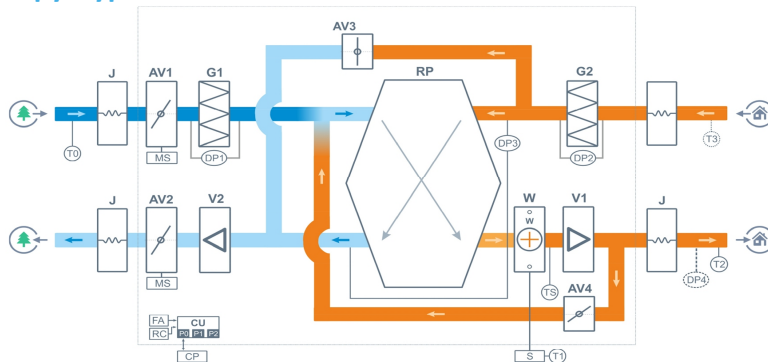 AV3
J
AV1
G1
RP
G2
T0
MS
DP1
DP3
DP2
T3
J
AV2
V2
W
W
V1
J
MS
TS
DP4
T2
AV4
FA
RC
CU
P0 P1 P2
CP
S
T1